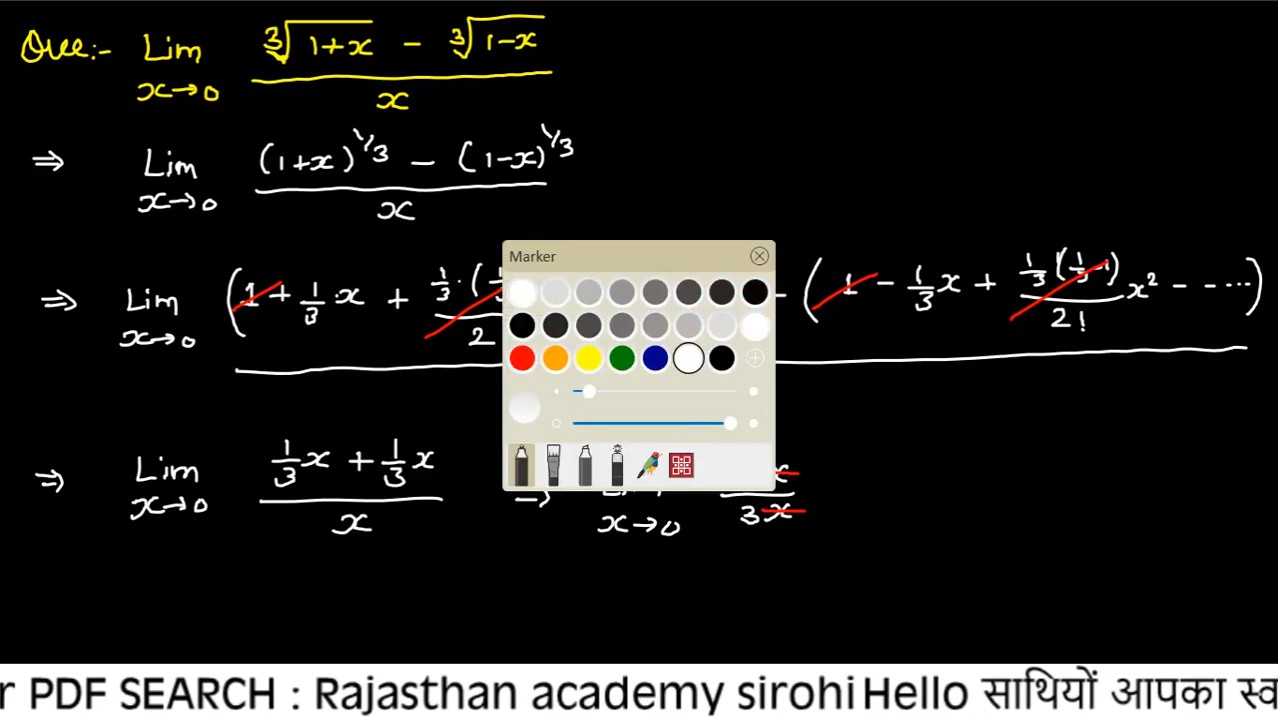 Que:- Lim x→0 (∛(1+x) - ∛(1-x)) / x
⇒ Lim x→0 ((1+x)^1/3 - (1-x)^1/3) / x
Marker
⇒ Lim x→0 (1 + 1/3 x + 1/3 · ( 2 - (1 - 1/3 x + 1/3 (1/3 -1) / 2! x² - - ....)
⇒ Lim x→0 (1/3 x + 1/3 x) / x ⇒ x→0 x / 3x
r PDF SEARCH : Rajasthan academy sirohi Hello साथियों आपका स्व